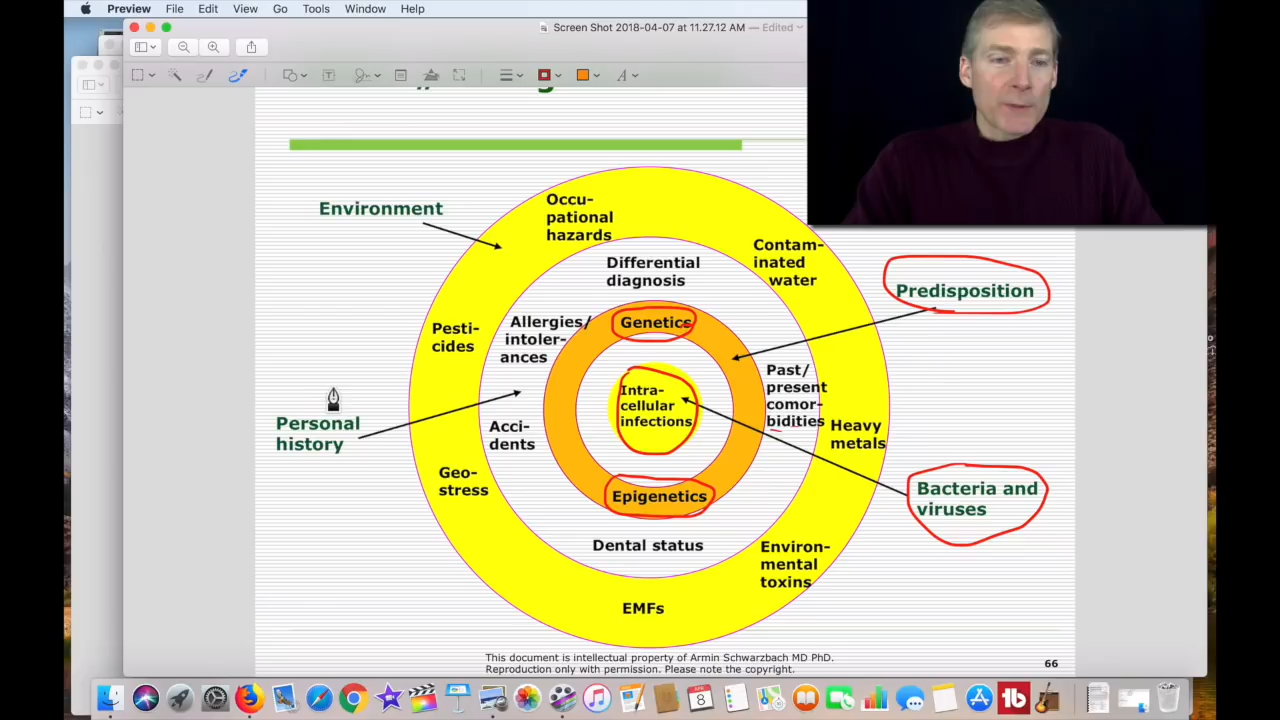 Preview File Edit View Go Tools Window Help
Screen Shot 2018-04-07 at 11.27.12 AM — Edited
Environment
Occu-
pational
hazards
Contam-
inated
water
Differential
diagnosis
Predisposition
Genetics
Allergies/
intoler-
ances
Pesti-
cides
Past/
present
comor-
bidities
Intra-
cellular
infections
Personal
history
Acci-
dents
Heavy
metals
Geo-
stress
Epigenetics
Bacteria and
viruses
Dental status
Environ-
mental
toxins
EMFs
This document is intellectual property of Armin Schwarzbach MD PhD.
Reproduction only with permission. Please note the copyright.
66
APR
8